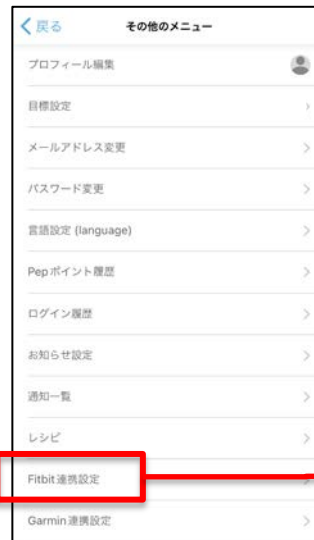 戻る その他のメニュー
プロフィール編集
目標設定
メールアドレス変更
パスワード変更
言語設定 (language)
Pepポイント履歴
ログイン履歴
お知らせ設定
通知一覧
レシピ
Fitbit連携設定
Garmin連携設定